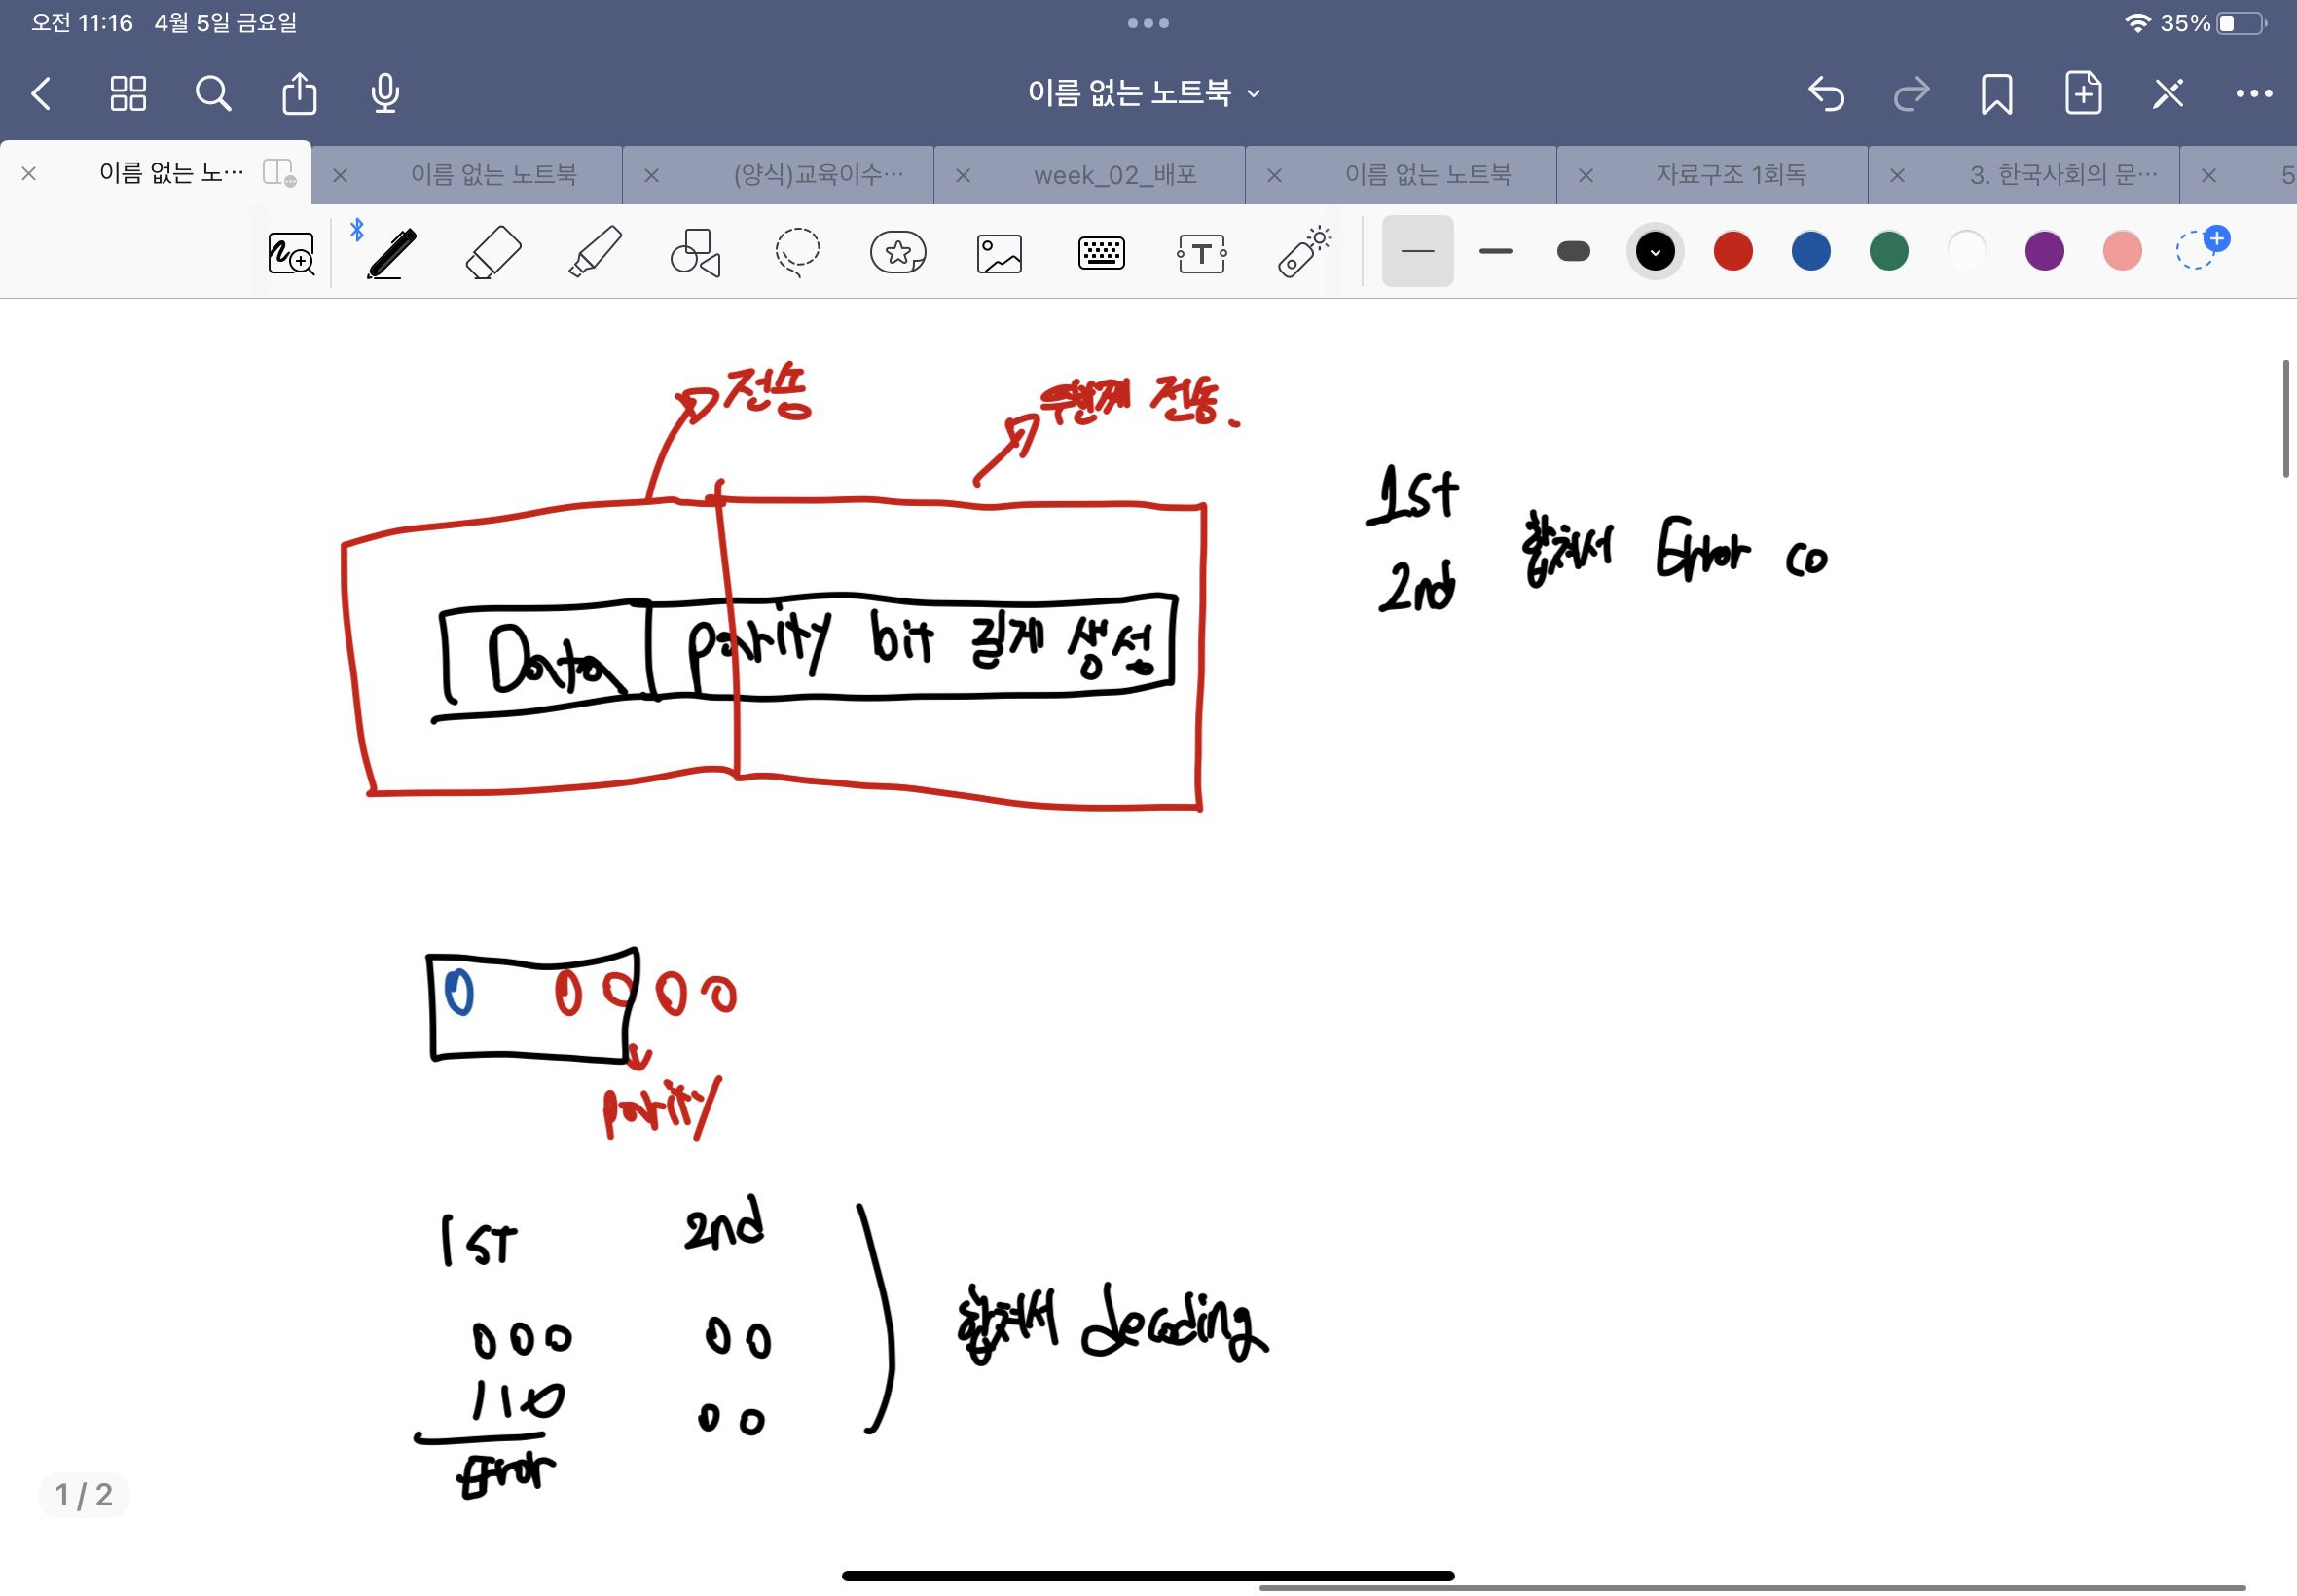 오전 11:16 4월 5일 금요일
35%
이름 없는 노트북
이름 없는 노…
이름 없는 노트북
(양식)교육이수…
week_02_배포
이름 없는 노트북
자료구조 1회독
3. 한국사회의 문…
5
T
전송
두번째 전송.
1st
2nd
합쳐서 Error co
Data
parity bit 길게 생성
0 0 0 0 0
parity
1st 2nd
000 00
110 00
Error
합쳐서 decoding
1 / 2